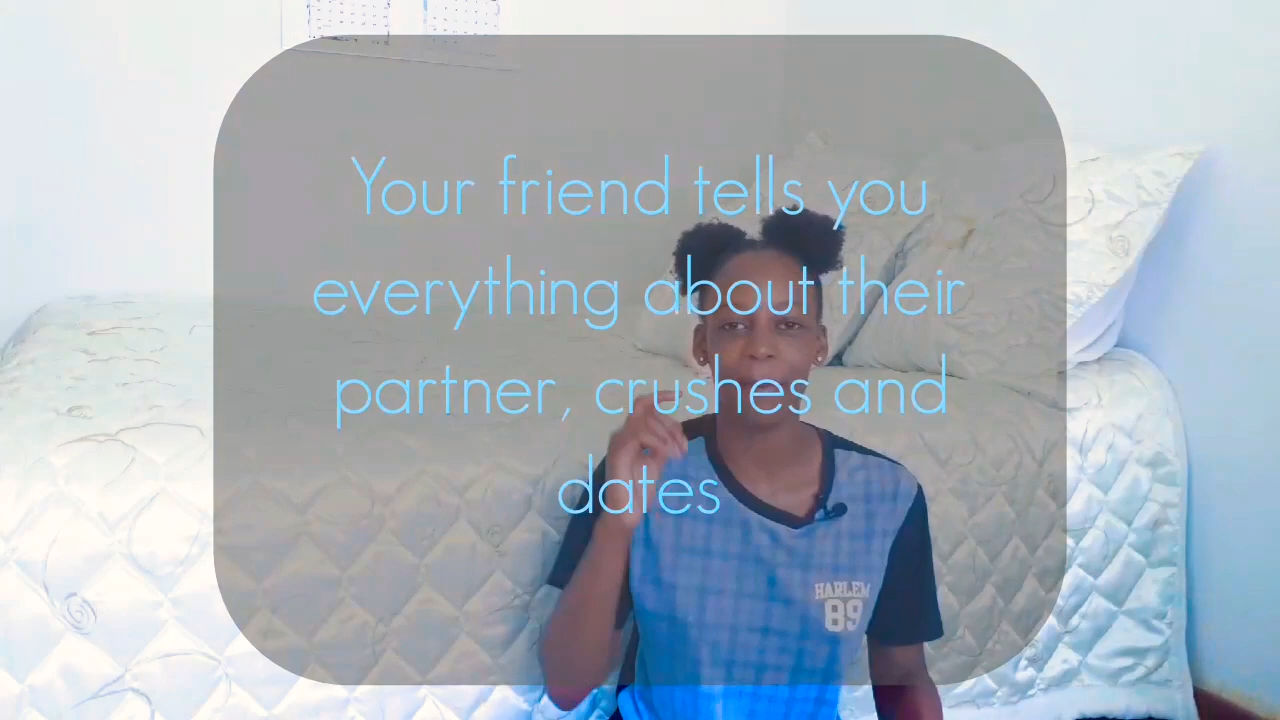 Your friend tells you
everything about their
partner, crushes and
dates
HARLEM
89